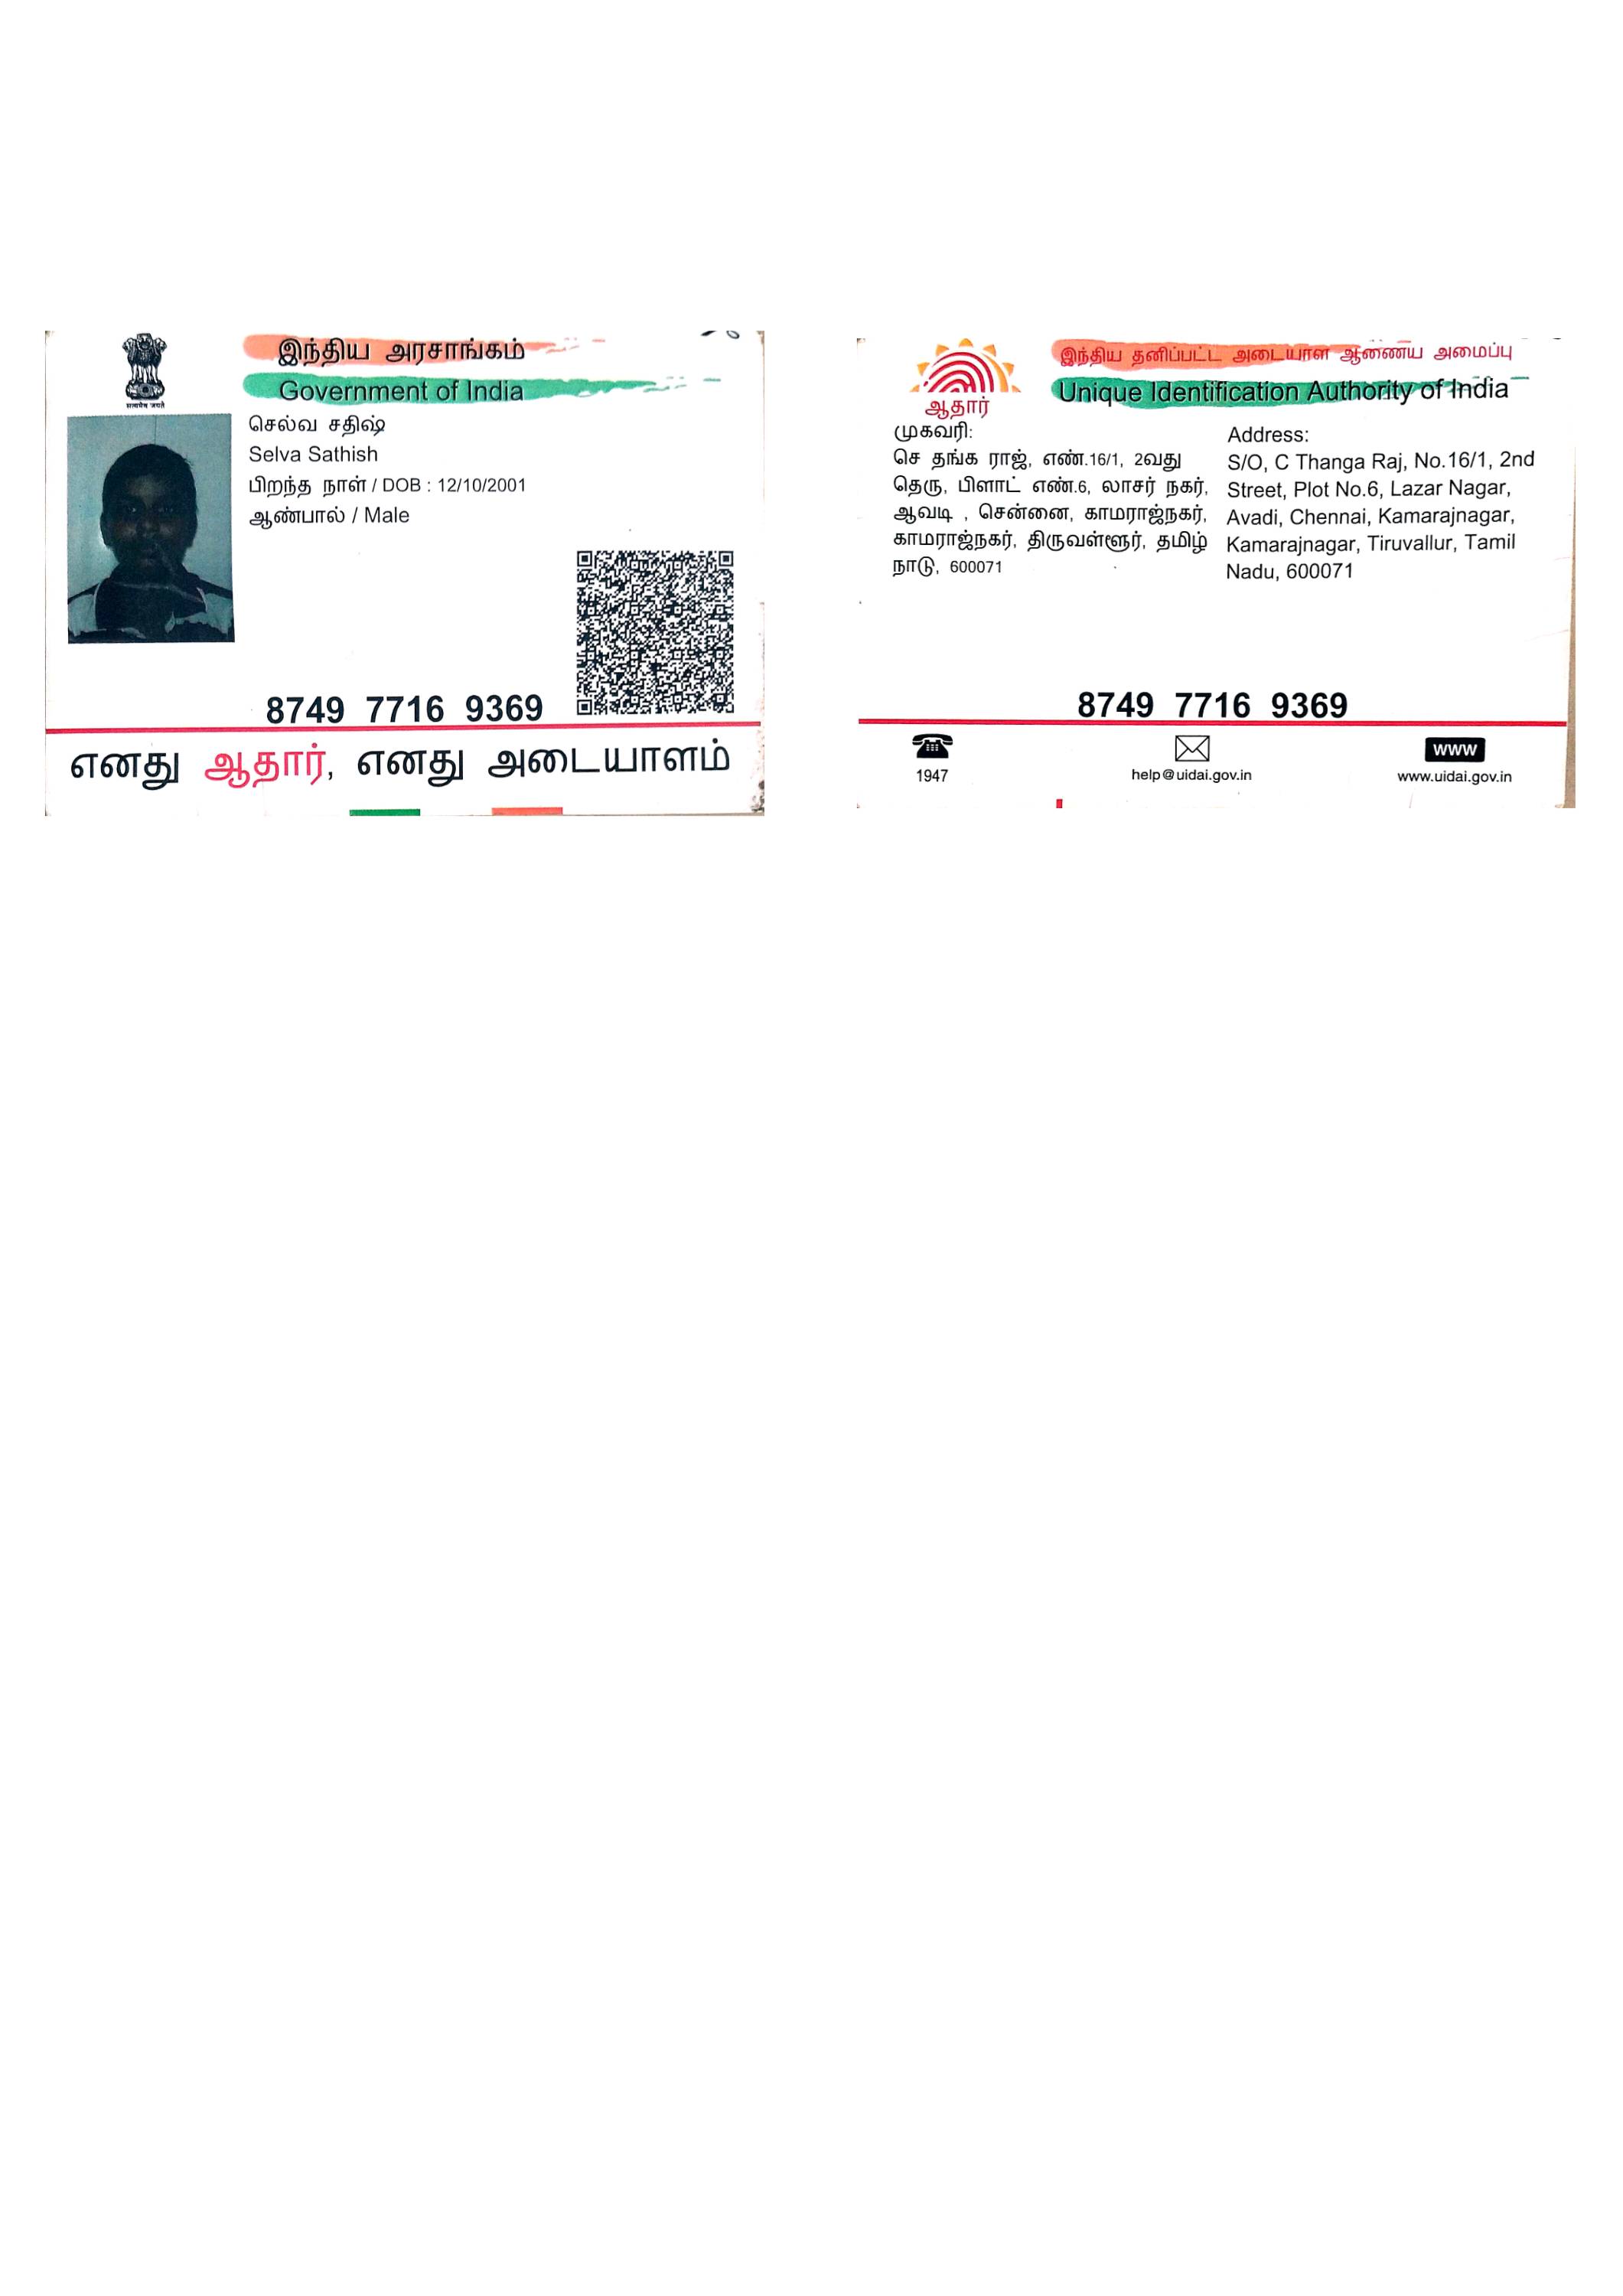 இந்திய அரசாங்கம்
Government of India
सत्यमेव जयते
செல்வ சதிஷ்
Selva Sathish
பிறந்த நாள் / DOB : 12/10/2001
ஆண்பால் / Male
8749 7716 9369
எனது ஆதார், எனது அடையாளம்
இந்திய தனிப்பட்ட அடையாள ஆணைய அமைப்பு
Unique Identification Authority of India
ஆதார்
முகவரி:
செ தங்க ராஜ், எண்.16/1, 2வது
தெரு, பிளாட் எண்.6, லாசர் நகர்,
ஆவடி , சென்னை, காமராஜ்நகர்,
காமராஜ்நகர், திருவள்ளூர், தமிழ்
நாடு, 600071
Address:
S/O, C Thanga Raj, No.16/1, 2nd
Street, Plot No.6, Lazar Nagar,
Avadi, Chennai, Kamarajnagar,
Kamarajnagar, Tiruvallur, Tamil
Nadu, 600071
8749 7716 9369
1947
help@uidai.gov.in
www
www.uidai.gov.in